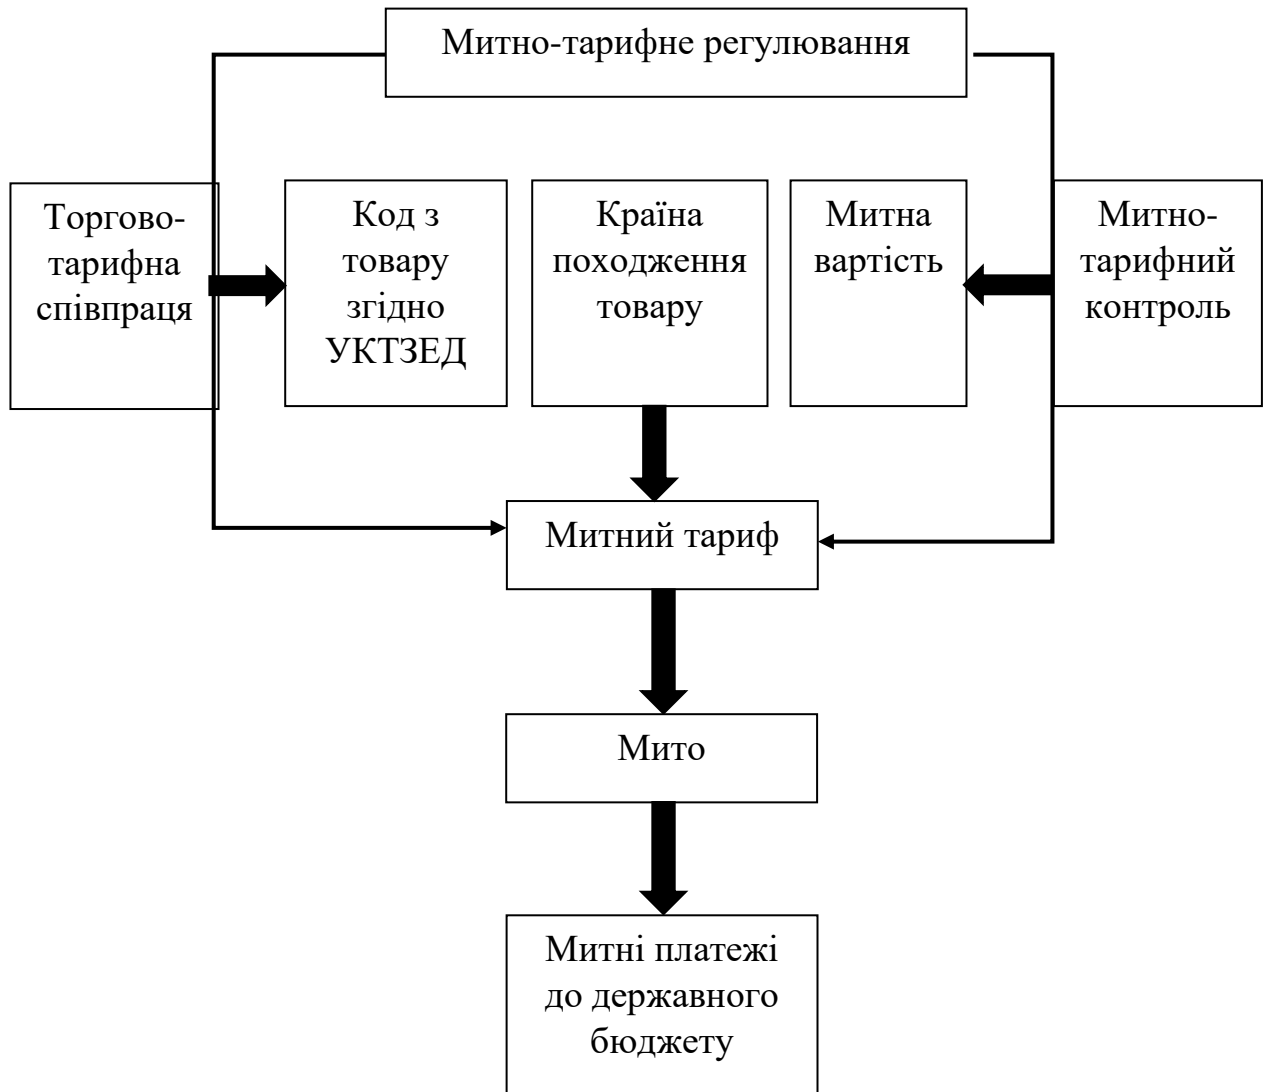 Митно-тарифне регулювання
Торгово-
тарифна
співпраця
Код з
товару
згідно
УКТЗЕД
Країна
походження
товару
Митна
вартість
Митно-
тарифний
контроль
Митний тариф
Мито
Митні платежі
до державного
бюджету